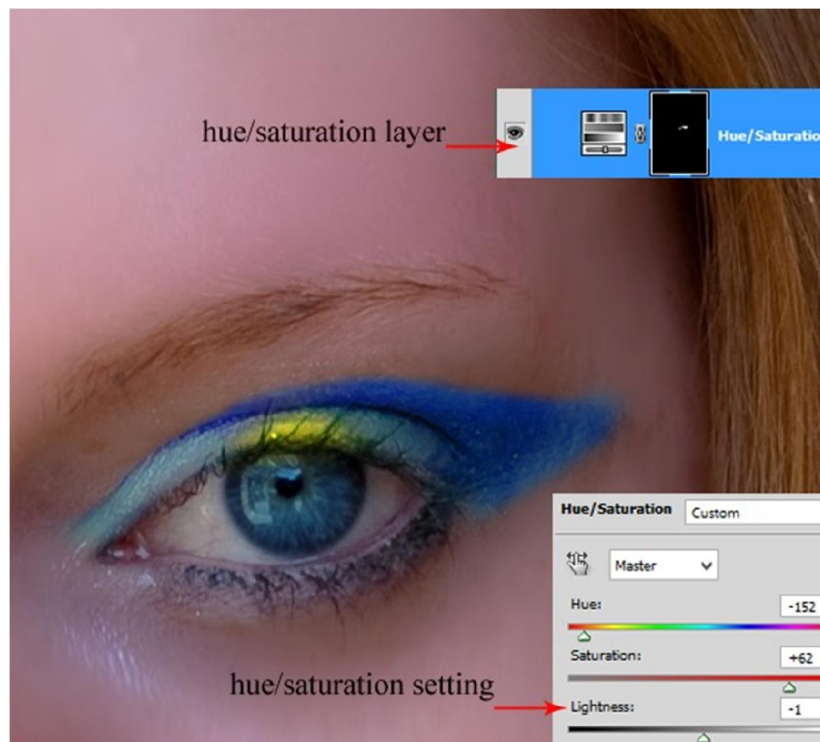 hue/saturation layer
Hue/Saturatio
Hue/Saturation Custom
Master
Hue:
-152
Saturation:
+62
hue/saturation setting
Lightness:
-1